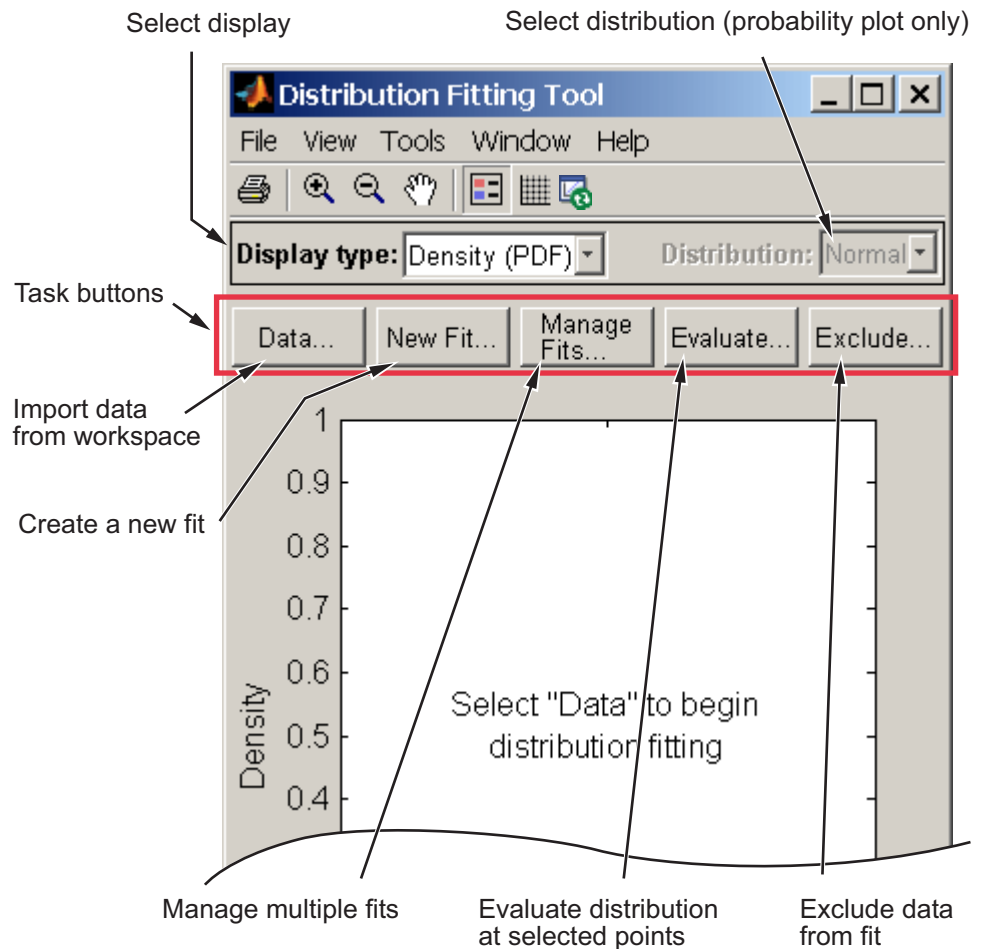 Select display
Select distribution (probability plot only)
Distribution Fitting Tool
File View Tools Window Help
Display type: Density (PDF) Distribution: Normal
Task buttons
Data... New Fit... Manage Fits... Evaluate... Exclude...
Import data
from workspace
Create a new fit
1
0.9
0.8
0.7
0.6
0.5
0.4
Density
Select "Data" to begin
distribution fitting
Manage multiple fits
Evaluate distribution
at selected points
Exclude data
from fit